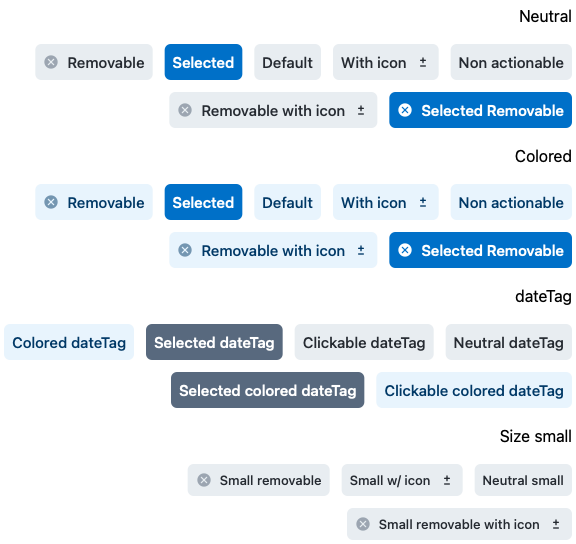 Neutral
Removable Selected Default With icon ± Non actionable
Removable with icon ± Selected Removable
Colored
Removable Selected Default With icon ± Non actionable
Removable with icon ± Selected Removable
dateTag
Colored dateTag Selected dateTag Clickable dateTag Neutral dateTag
Selected colored dateTag Clickable colored dateTag
Size small
Small removable Small w/ icon ± Neutral small
Small removable with icon ±